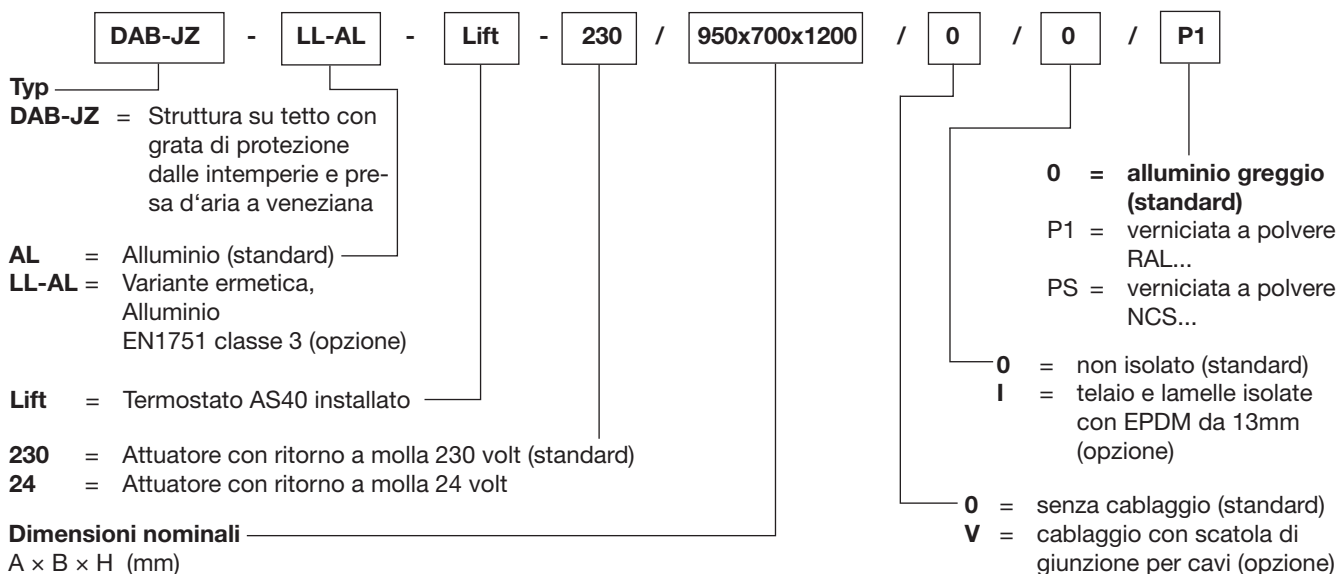 DAB-JZ - LL-AL - Lift - 230 / 950x700x1200 / 0 / 0 / P1
Typ
DAB-JZ = Struttura su tetto con
grata di protezione
dalle intemperie e pre-
sa d‘aria a veneziana
AL = Alluminio (standard)
LL-AL = Variante ermetica,
Alluminio
EN1751 classe 3 (opzione)
Lift = Termostato AS40 installato
230 = Attuatore con ritorno a molla 230 volt (standard)
24 = Attuatore con ritorno a molla 24 volt
Dimensioni nominali
A × B × H (mm)
0 = alluminio greggio
(standard)
P1 = verniciata a polvere
RAL...
PS = verniciata a polvere
NCS...
0 = non isolato (standard)
I = telaio e lamelle isolate
con EPDM da 13mm
(opzione)
0 = senza cablaggio (standard)
V = cablaggio con scatola di
giunzione per cavi (opzione)